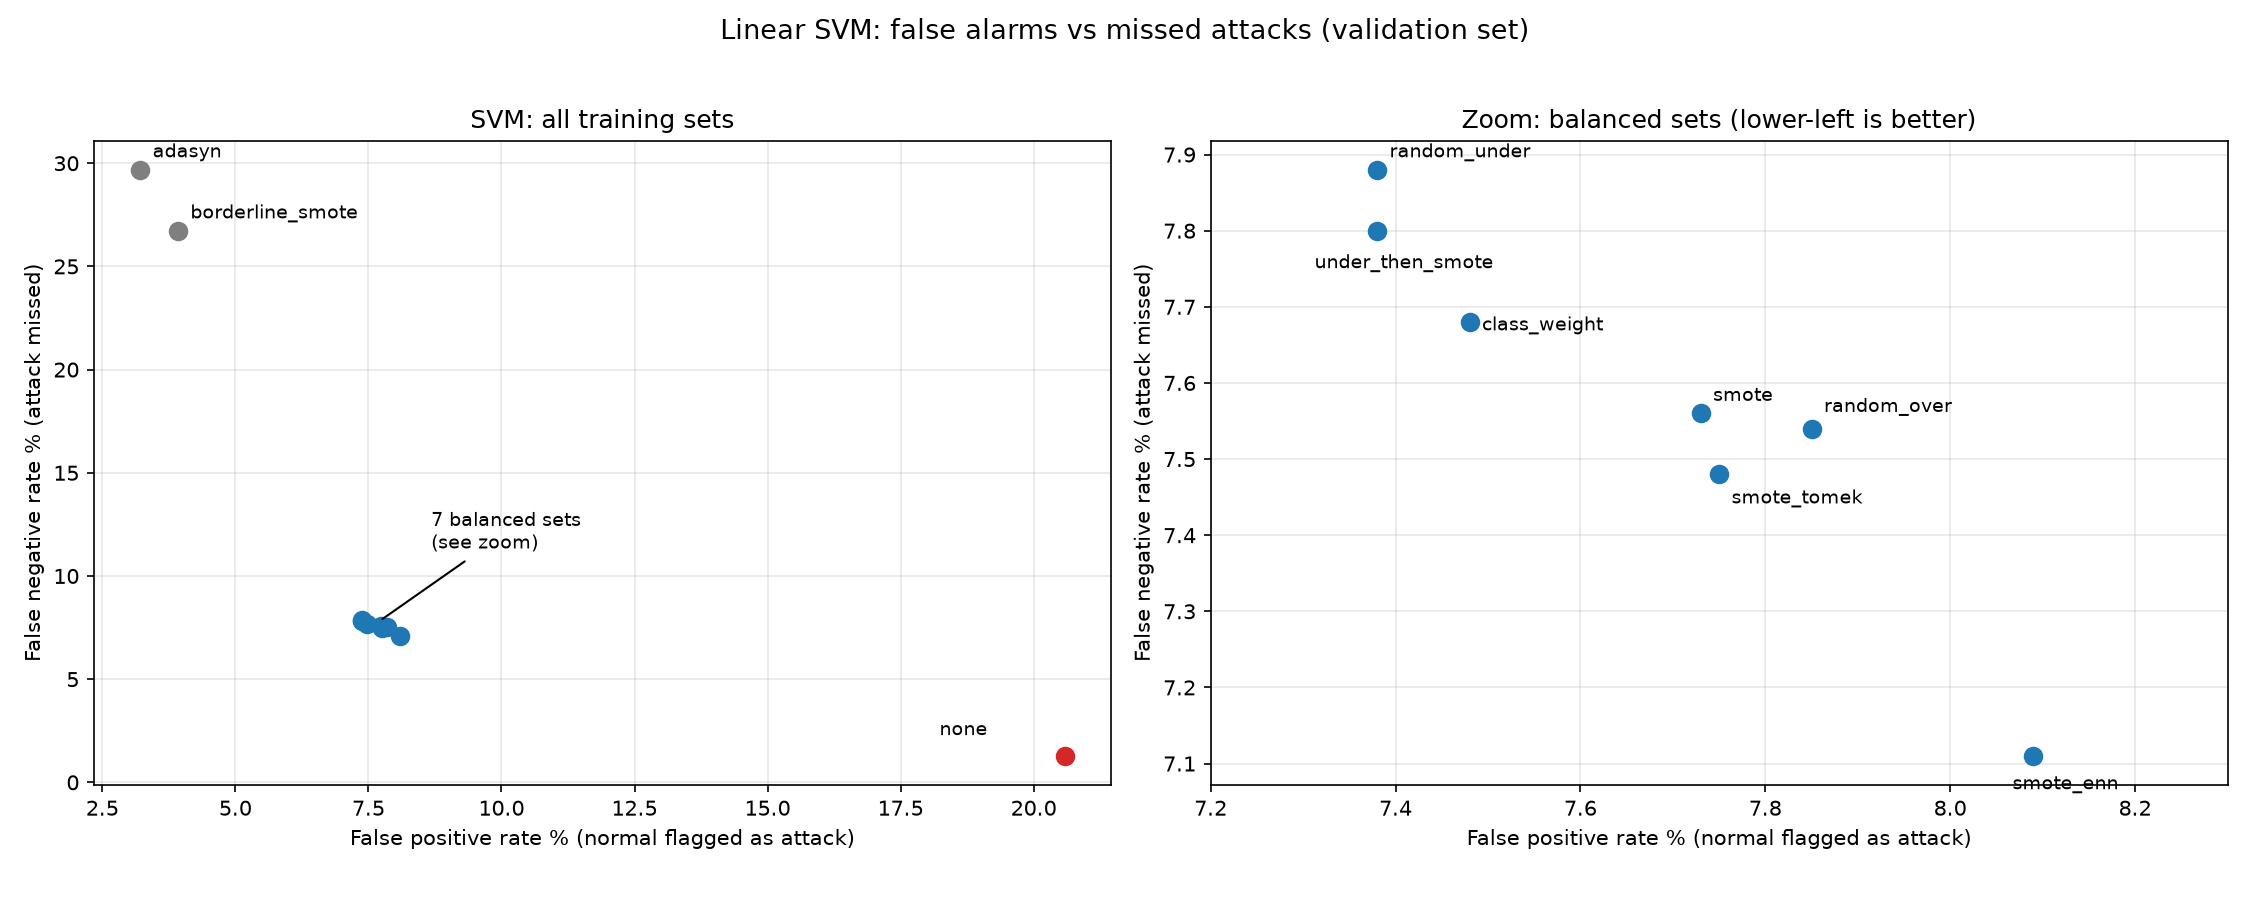 Linear SVM: false alarms vs missed attacks (validation set)
SVM: all training sets
False negative rate % (attack missed)
30
25
20
15
10
5
0
adasyn
borderline_smote
7 balanced sets
(see zoom)
none
2.5 5.0 7.5 10.0 12.5 15.0 17.5 20.0
False positive rate % (normal flagged as attack)
Zoom: balanced sets (lower-left is better)
False negative rate % (attack missed)
7.9
7.8
7.7
7.6
7.5
7.4
7.3
7.2
7.1
random_under
under_then_smote
class_weight
smote
random_over
smote_tomek
smote_enn
7.2 7.4 7.6 7.8 8.0 8.2
False positive rate % (normal flagged as attack)